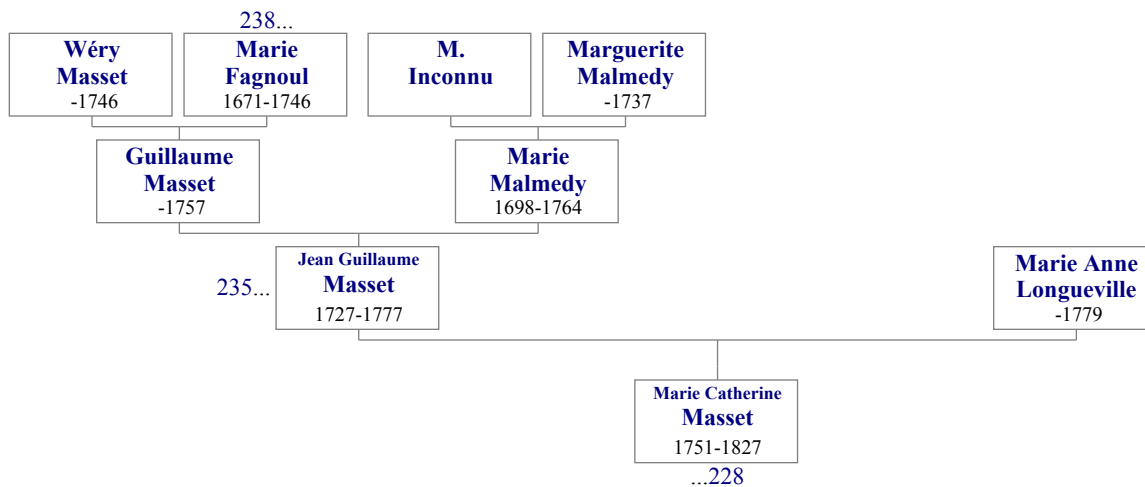 238...
Wéry
Masset
-1746
Marie
Fagnoul
1671-1746
M.
Inconnu
Marguerite
Malmedy
-1737
Guillaume
Masset
-1757
Marie
Malmedy
1698-1764
235...
Jean Guillaume
Masset
1727-1777
Marie Anne
Longueville
-1779
Marie Catherine
Masset
1751-1827
...228